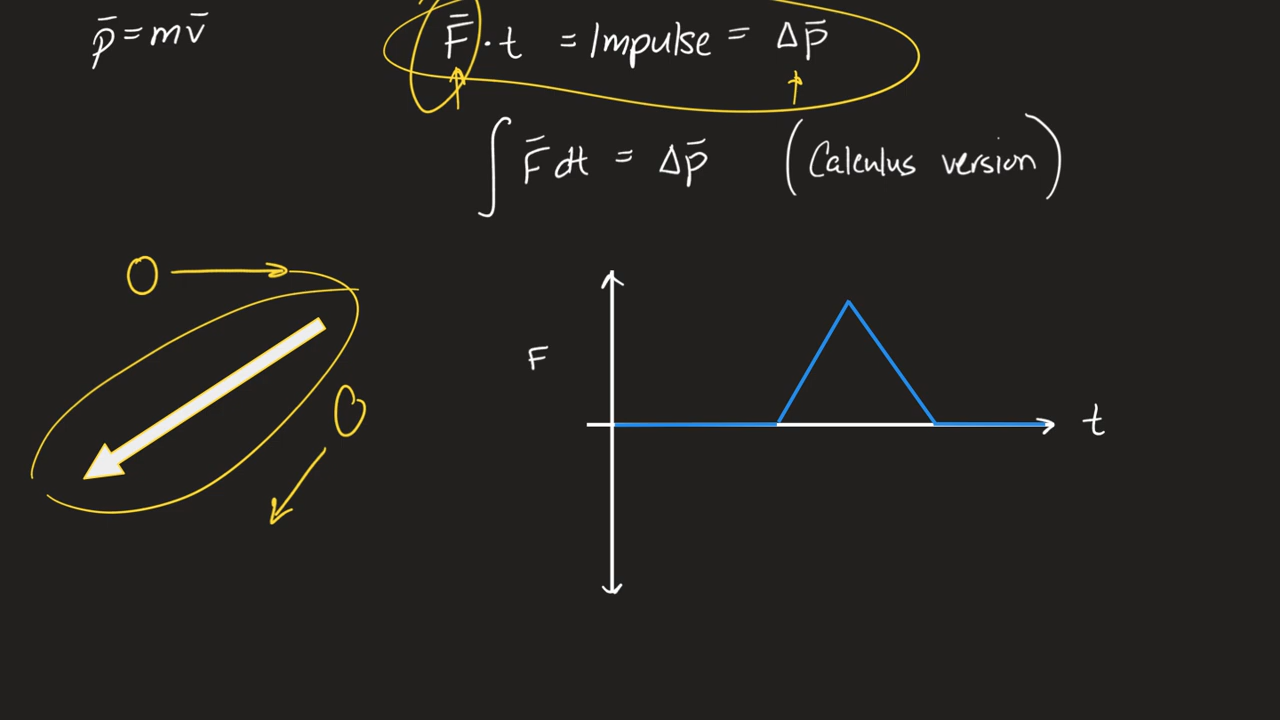 p̄ = mv̄
F̄ · t = Impulse = Δp̄
∫ F̄ dt = Δp̄ (Calculus version)
F
t